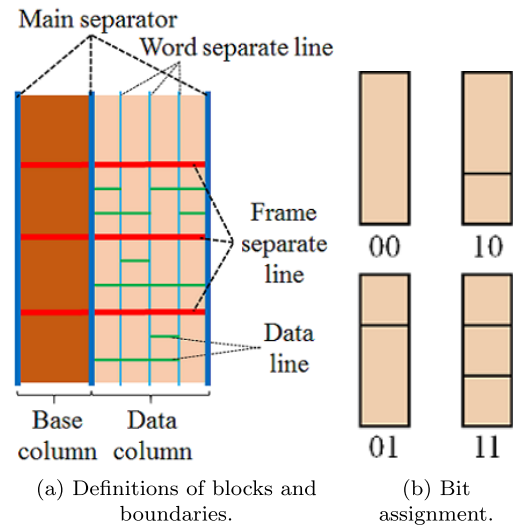 Main separator
Word separate line
Frame
separate
line
Data
line
Base
column
Data
column
(a) Definitions of blocks and
boundaries.
00
10
01
11
(b) Bit
assignment.